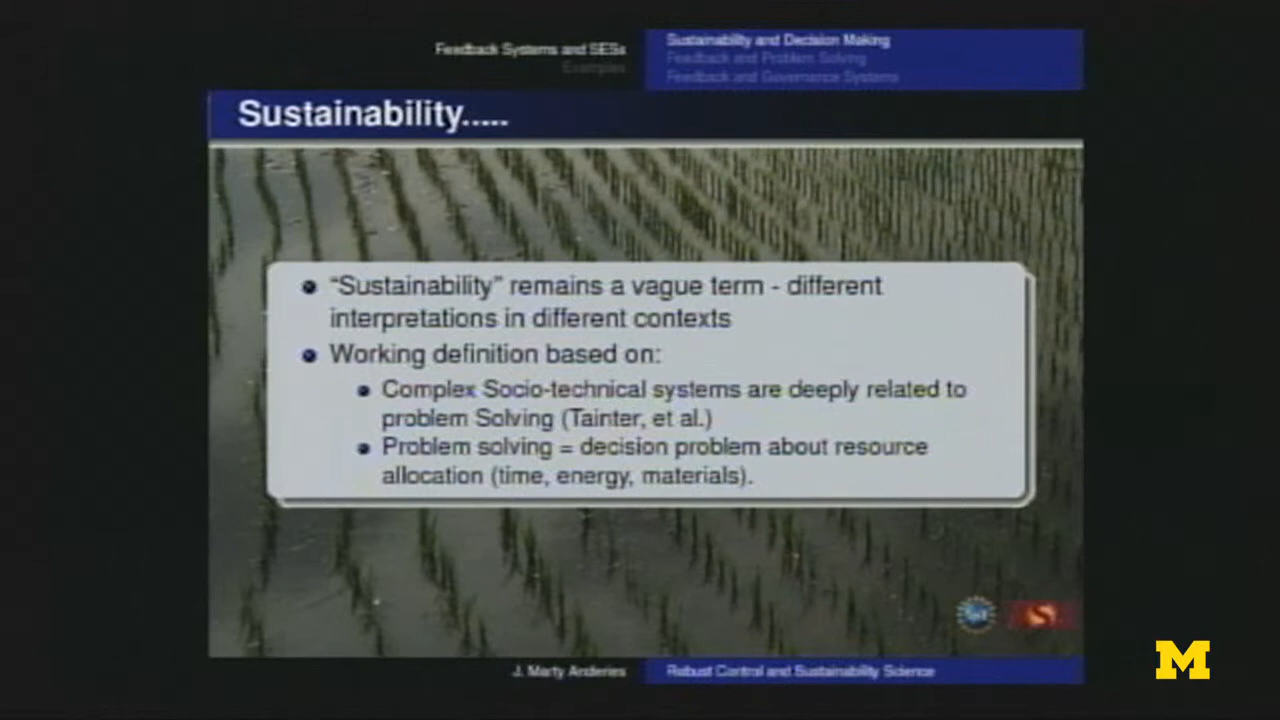 Feedback Systems and SESs
Examples
Sustainability and Decision Making
Feedback and Problem Solving
Feedback and Governance Systems
Sustainability.....
“Sustainability” remains a vague term - different
interpretations in different contexts
Working definition based on:
Complex Socio-technical systems are deeply related to
problem Solving (Tainter, et al.)
Problem solving = decision problem about resource
allocation (time, energy, materials).
J. Marty Anderies
Robust Control and Sustainability Science
M